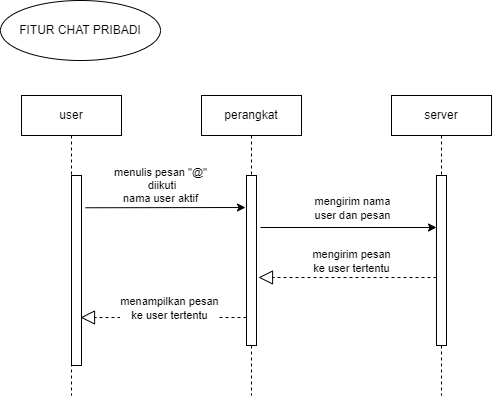 FITUR CHAT PRIBADI
user
perangkat
server
menulis pesan "@"
diikuti
nama user aktif
mengirim nama
user dan pesan
mengirim pesan
ke user tertentu
menampilkan pesan
ke user tertentu